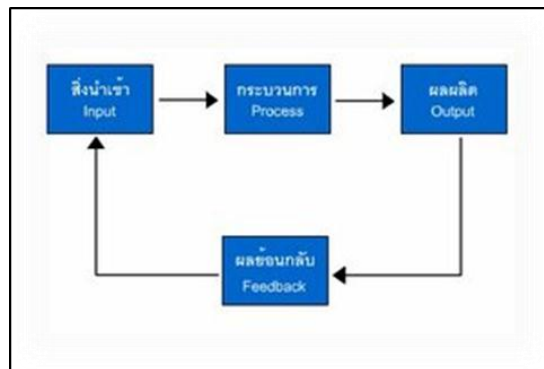 สิ่งนำเข้า
Input
กระบวนการ
Process
ผลผลิต
Output
ผลย้อนกลับ
Feedback